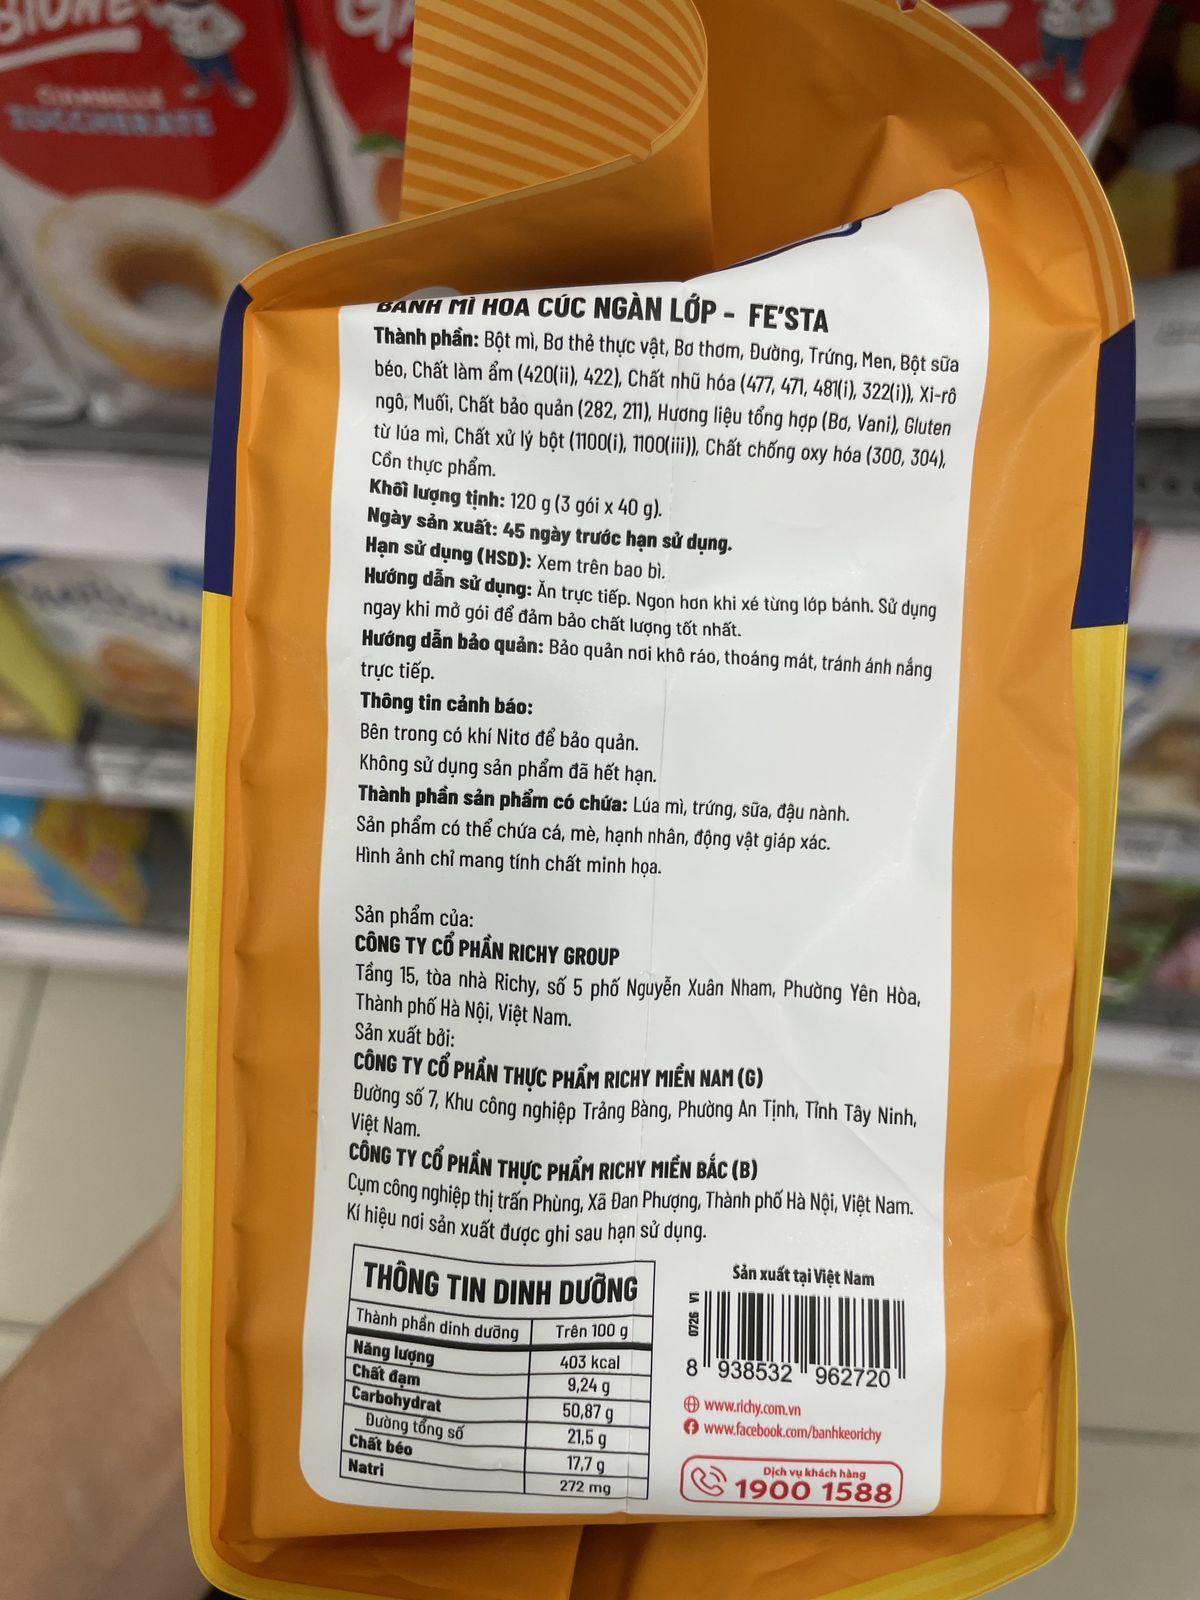 CIAMBELLE
ZUCCHERATE
BÁNH MÌ HOA CÚC NGÀN LỚP - FE'STA
Thành phần: Bột mì, Bơ thể thực vật, Bơ thơm, Đường, Trứng, Men, Bột sữa
béo, Chất làm ẩm (420(ii), 422), Chất nhũ hóa (477, 471, 481(i), 322(i)), Xi-rô
ngô, Muối, Chất bảo quản (282, 211), Hương liệu tổng hợp (Bơ, Vani), Gluten
từ lúa mì, Chất xử lý bột (1100(i), 1100(iii)), Chất chống oxy hóa (300, 304),
Cồn thực phẩm.
Khối lượng tịnh: 120 g (3 gói x 40 g).
Ngày sản xuất: 45 ngày trước hạn sử dụng.
Hạn sử dụng (HSD): Xem trên bao bì.
Hướng dẫn sử dụng: Ăn trực tiếp. Ngon hơn khi xé từng lớp bánh. Sử dụng
ngay khi mở gói để đảm bảo chất lượng tốt nhất.
Hướng dẫn bảo quản: Bảo quản nơi khô ráo, thoáng mát, tránh ánh nắng
trực tiếp.
Thông tin cảnh báo:
Bên trong có khí Nitơ để bảo quản.
Không sử dụng sản phẩm đã hết hạn.
Thành phần sản phẩm có chứa: Lúa mì, trứng, sữa, đậu nành.
Sản phẩm có thể chứa cá, mè, hạnh nhân, động vật giáp xác.
Hình ảnh chỉ mang tính chất minh họa.
Sản phẩm của:
CÔNG TY CỔ PHẦN RICHY GROUP
Tầng 15, tòa nhà Richy, số 5 phố Nguyễn Xuân Nham, Phường Yên Hòa,
Thành phố Hà Nội, Việt Nam.
Sản xuất bởi:
CÔNG TY CỔ PHẦN THỰC PHẨM RICHY MIỀN NAM (G)
Đường số 7, Khu công nghiệp Trảng Bàng, Phường An Tịnh, Tỉnh Tây Ninh,
Việt Nam.
CÔNG TY CỔ PHẦN THỰC PHẨM RICHY MIỀN BẮC (B)
Cụm công nghiệp thị trấn Phùng, Xã Đan Phượng, Thành phố Hà Nội, Việt Nam.
Kí hiệu nơi sản xuất được ghi sau hạn sử dụng.
THÔNG TIN DINH DƯỠNG
Thành phần dinh dưỡng Trên 100 g
Năng lượng 403 kcal
Chất đạm 9,24 g
Carbohydrat 50,87 g
Đường tổng số 21,5 g
Chất béo 17,7 g
Natri 272 mg
Sản xuất tại Việt Nam
0726 V1
8 938532 962720
www.richy.com.vn
www.facebook.com/banhkeorichy
Dịch vụ khách hàng
1900 1588